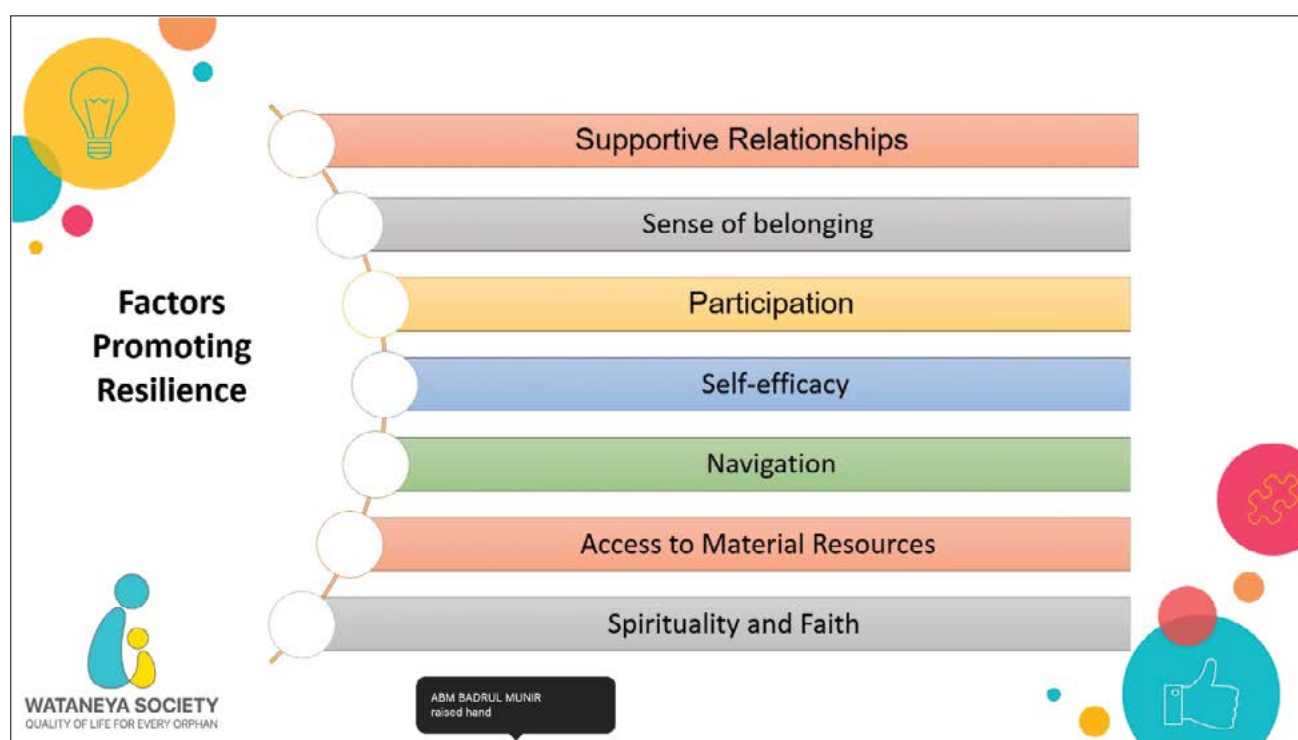 Supportive Relationships
Sense of belonging
Factors
Promoting
Resilience
Participation
Self-efficacy
Navigation
Access to Material Resources
Spirituality and Faith
WATANEYA SOCIETY
QUALITY OF LIFE FOR EVERY ORPHAN
ABM BADRUL MUNIR
raised hand